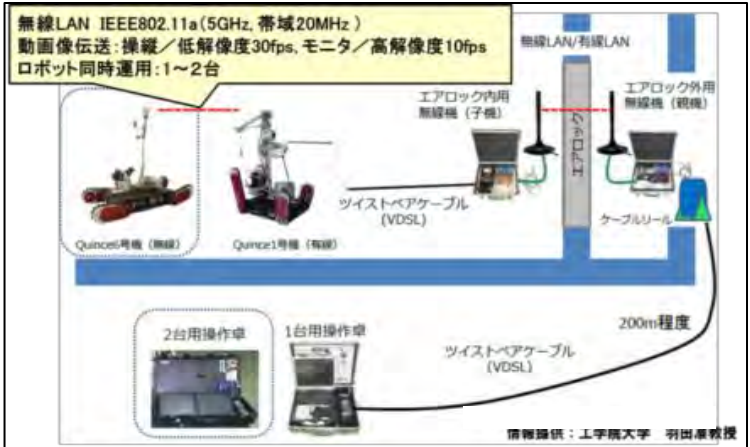 無線LAN IEEE802.11a(5GHz, 帯域20MHz )
動画像伝送:操縦/低解像度30fps, モニタ/高解像度10fps
ロボット同時運用:1~2台
無線LAN/有線LAN
エアロック内用
無線機(子機)
エアロック
エアロック外用
無線機(親機)
ツイストペアケーブル
(VDSL)
ケーブルリール
Quince6号機(無線)
Quince1号機(有線)
2台用操作卓
1台用操作卓
200m程度
ツイストペアケーブル
(VDSL)
情報提供:工学院大学 羽田准教授